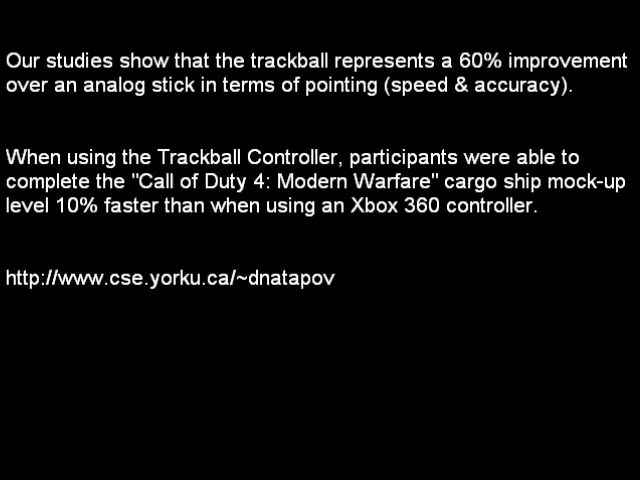 Our studies show that the trackball represents a 60% improvement
over an analog stick in terms of pointing (speed & accuracy).
When using the Trackball Controller, participants were able to
complete the "Call of Duty 4: Modern Warfare" cargo ship mock-up
level 10% faster than when using an Xbox 360 controller.
http://www.cse.yorku.ca/~dnatapov